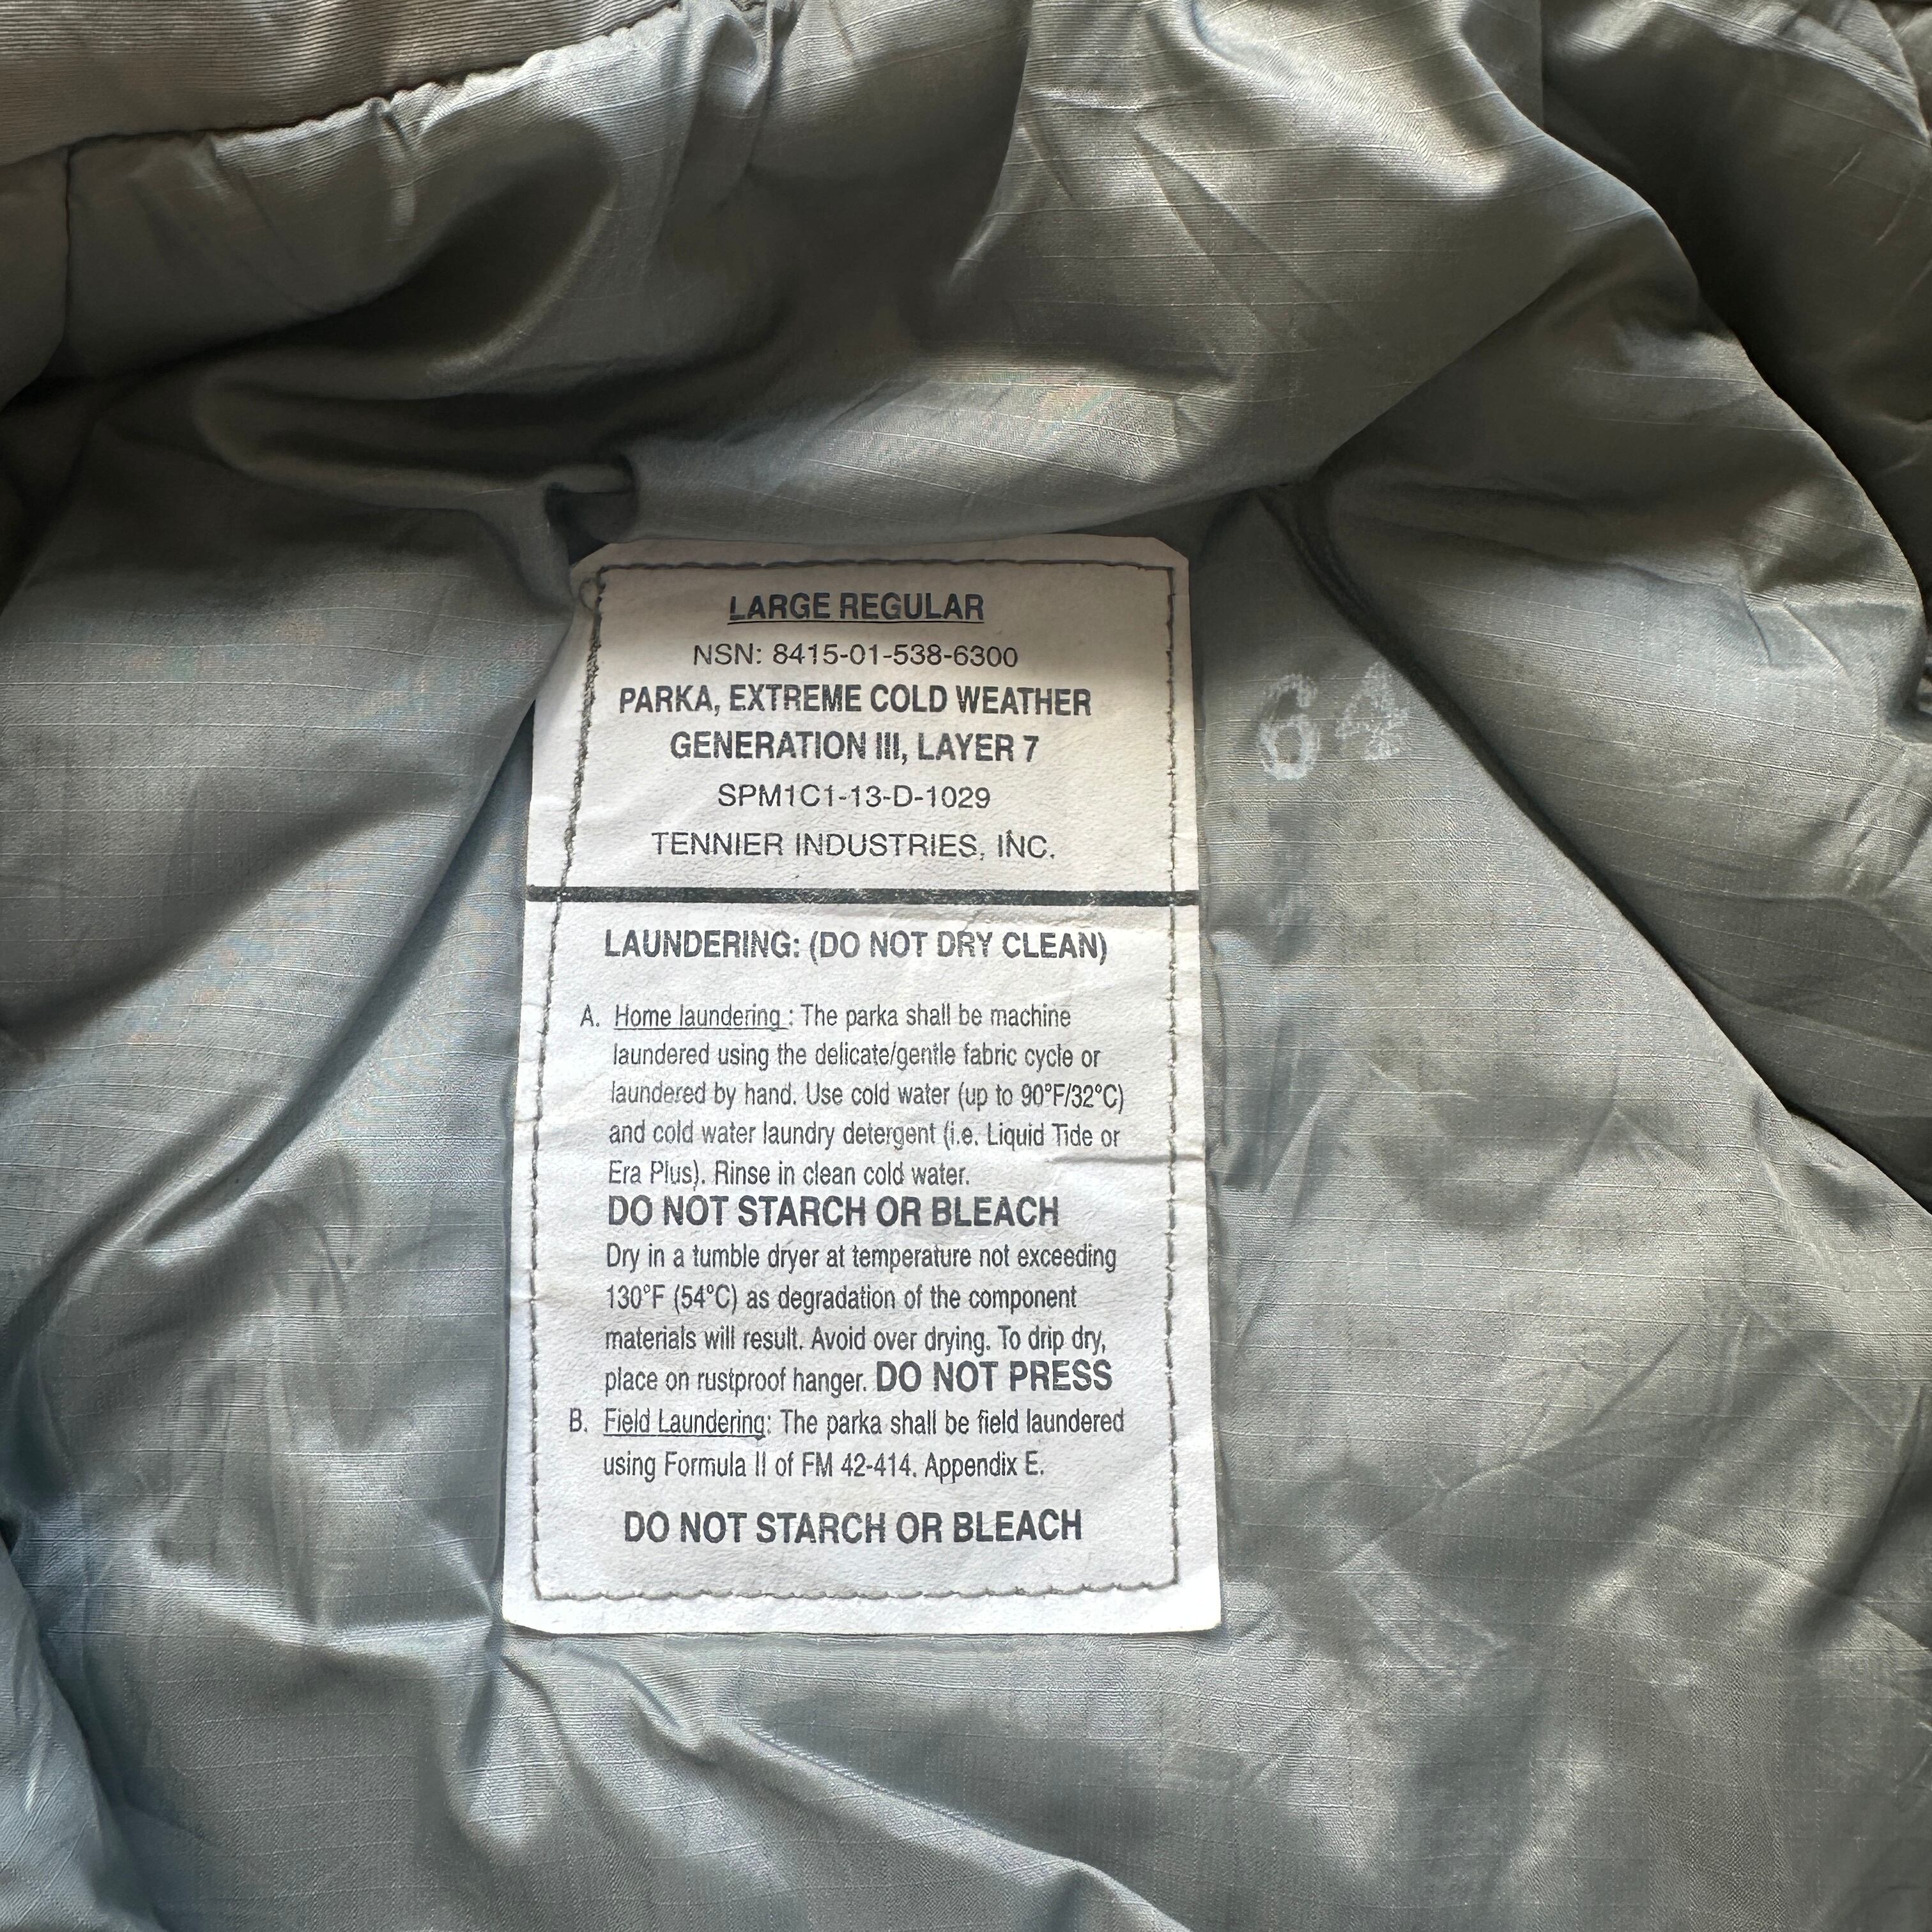 LARGE REGULAR
NSN: 8415-01-538-6300
PARKA, EXTREME COLD WEATHER
GENERATION III, LAYER 7
SPM1C1-13-D-1029
TENNIER INDUSTRIES, INC.
64
LAUNDERING: (DO NOT DRY CLEAN)
A. Home laundering : The parka shall be machine
laundered using the delicate/gentle fabric cycle or
laundered by hand. Use cold water (up to 90°F/32°C)
and cold water laundry detergent (i.e. Liquid Tide or
Era Plus). Rinse in clean cold water.
DO NOT STARCH OR BLEACH
Dry in a tumble dryer at temperature not exceeding
130°F (54°C) as degradation of the component
materials will result. Avoid over drying. To drip dry,
place on rustproof hanger. DO NOT PRESS
B. Field Laundering: The parka shall be field laundered
using Formula II of FM 42-414. Appendix E.
DO NOT STARCH OR BLEACH